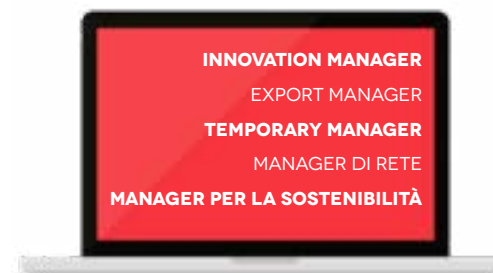 INNOVATION MANAGER
EXPORT MANAGER
TEMPORARY MANAGER
MANAGER DI RETE
MANAGER PER LA SOSTENIBILITÀ